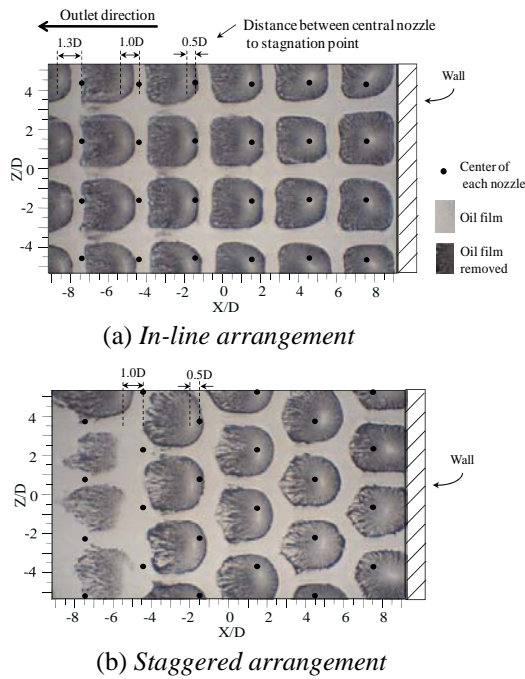 Outlet direction
Distance between central nozzle
to stagnation point
1.3D
1.0D
0.5D
Wall
4
2
0
-2
-4
Z/D
Center of
each nozzle
Oil film
Oil film
removed
-8 -6 -4 -2 0 2 4 6 8
X/D
(a) In-line arrangement
1.0D
0.5D
4
2
0
-2
-4
Z/D
Wall
-8 -6 -4 -2 0 2 4 6 8
X/D
(b) Staggered arrangement